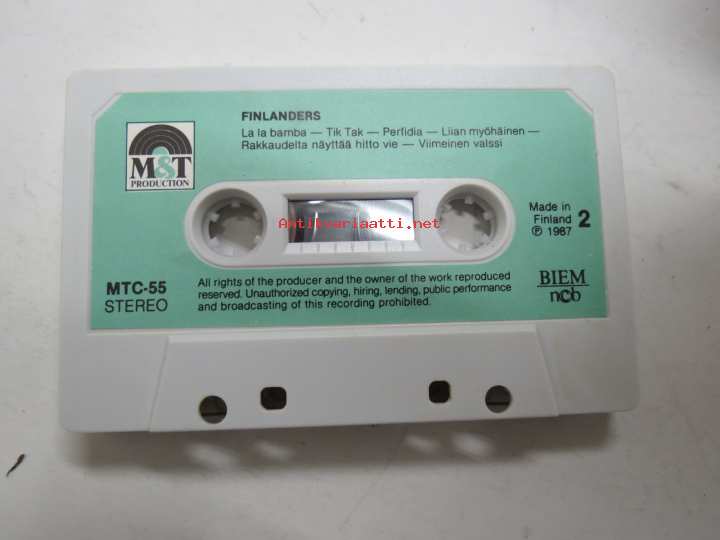 FINLANDERS
La la bamba — Tik Tak — Perfidia — Liian myöhäinen —
Rakkaudelta näyttää hitto vie — Viimeinen valssi
M&T
PRODUCTION
Antikvariaatti.net
Made in
Finland 2
℗ 1987
MTC-55
STEREO
All rights of the producer and the owner of the work reproduced
reserved. Unauthorized copying, hiring, lending, public performance
and broadcasting of this recording prohibited.
BIEM
ncb